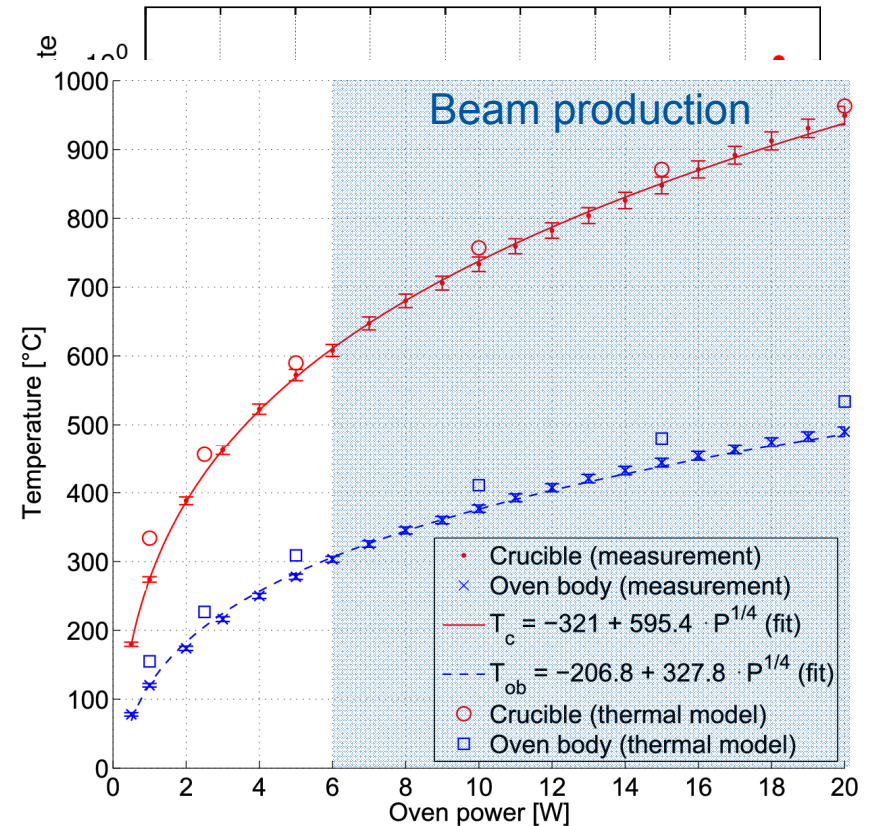 te
10⁰
1000
Beam production
900
800
700
600
500
400
300
200
100
0
Temperature [°C]
Crucible (measurement)
Oven body (measurement)
T_c = −321 + 595.4 · P^1/4 (fit)
T_ob = −206.8 + 327.8 · P^1/4 (fit)
Crucible (thermal model)
Oven body (thermal model)
0 2 4 6 8 10 12 14 16 18 20
Oven power [W]